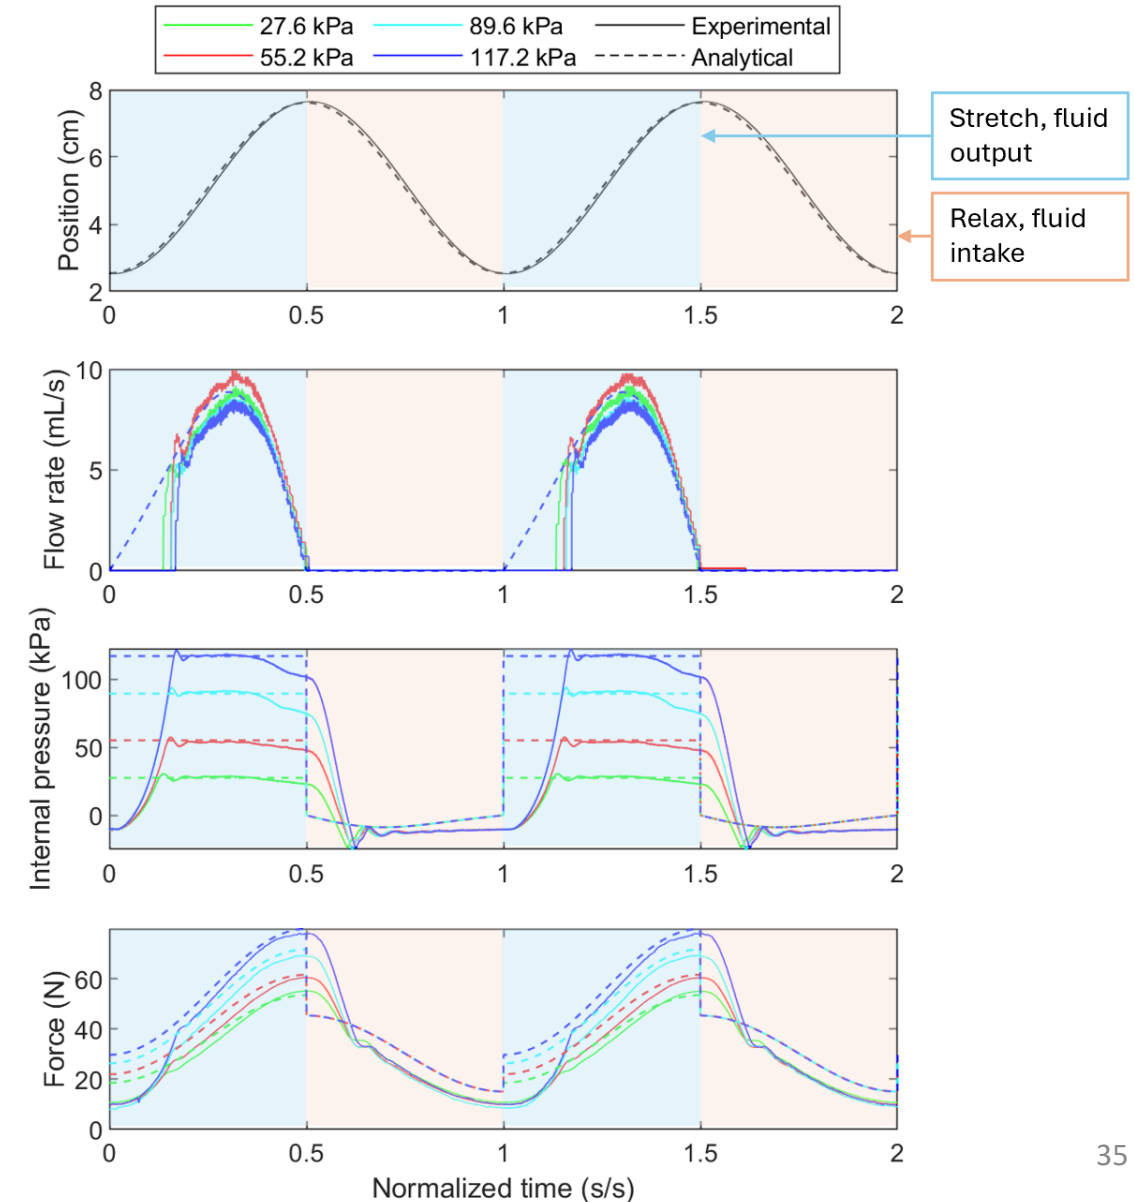 27.6 kPa 89.6 kPa Experimental
55.2 kPa 117.2 kPa Analytical
Position (cm)
8
6
4
2
0 0.5 1 1.5 2
Stretch, fluid
output
Relax, fluid
intake
Flow rate (mL/s)
10
5
0
0 0.5 1 1.5 2
Internal pressure (kPa)
100
50
0
0 0.5 1 1.5 2
Force (N)
60
40
20
0
0 0.5 1 1.5 2
Normalized time (s/s)
35